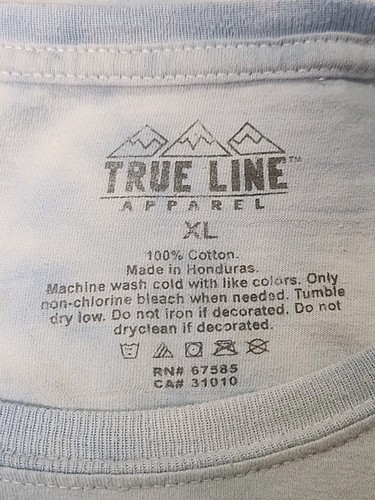 TRUE LINE™
APPAREL
XL
100% Cotton.
Made in Honduras.
Machine wash cold with like colors. Only
non-chlorine bleach when needed. Tumble
dry low. Do not iron if decorated. Do not
dryclean if decorated.
RN# 67585
CA# 31010